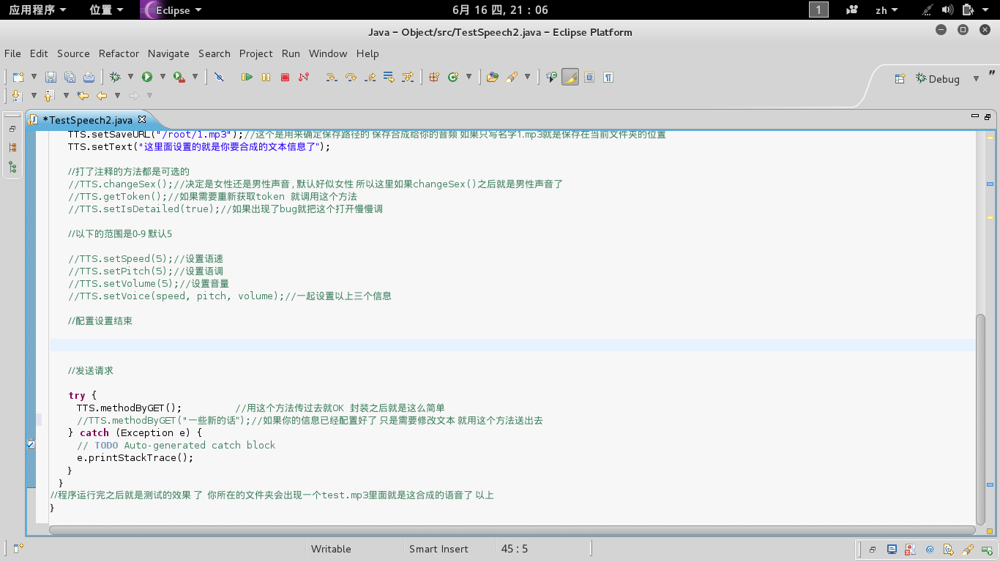 应用程序 位置 Eclipse 6月 16 四, 21：06 1 zh
Java - Object/src/TestSpeech2.java - Eclipse Platform
File Edit Source Refactor Navigate Search Project Run Window Help
Debug
*TestSpeech2.java
TTS.setSaveURL("/root/1.mp3");//这个是用来确定保存路径的 保存合成给你的音频 如果只写名字1.mp3就是保存在当前文件夹的位置
TTS.setText("这里面设置的就是你要合成的文本信息了");
//打了注释的方法都是可选的
//TTS.changeSex();//决定是女性还是男性声音 , 默认好似女性 所以这里如果changeSex()之后就是男性声音了
//TTS.getToken();//如果需要重新获取token 就调用这个方法
//TTS.setIsDetailed(true);//如果出现了bug就把这个打开慢慢调
//以下的范围是0-9 默认5
//TTS.setSpeed(5);//设置语速
//TTS.setPitch(5);//设置语调
//TTS.setVolume(5);//设置音量
//TTS.setVoice(speed, pitch, volume);//一起设置以上三个信息
//配置设置结束
//发送请求
try {
TTS.methodByGET(); //用这个方法传过去就OK 封装之后就是这么简单
//TTS.methodByGET("一些新的话");//如果你的信息已经配置好了 只是需要修改文本 就用这个方法送出去
} catch (Exception e) {
// TODO Auto-generated catch block
e.printStackTrace();
}
}
//程序运行完之后就是测试的效果 了 你所在的文件夹会出现一个test.mp3里面就是这合成的语音了 以上
}
Writable Smart Insert 45 : 5